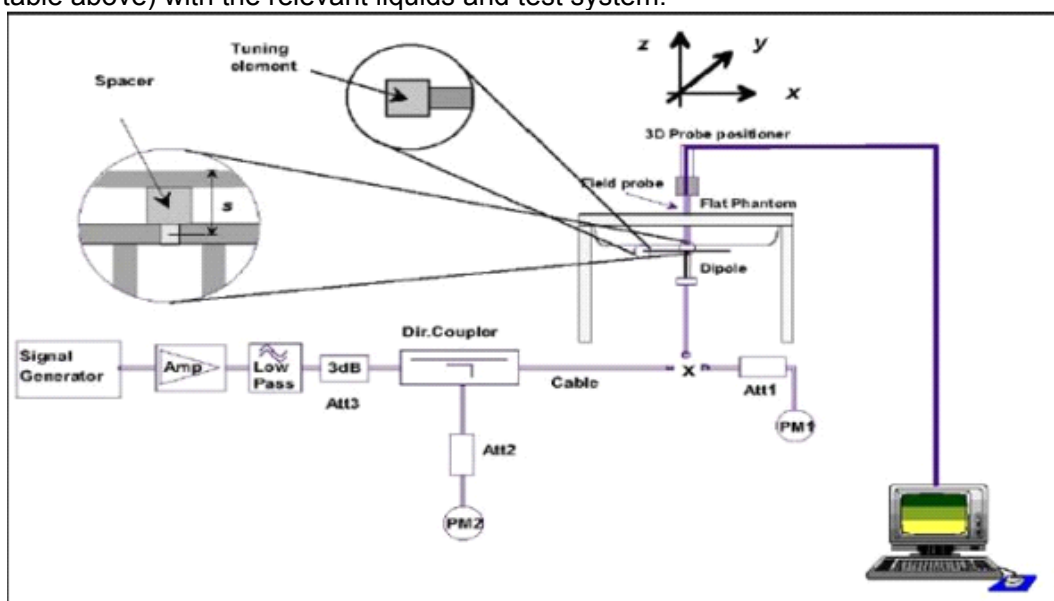 table above) with the relevant liquids and test system.
Tuning
element
Spacer
s
z
y
x
3D Probe positioner
Field probe
Flat Phantom
Dipole
Signal
Generator
Amp
Low
Pass
3dB
Att3
Dir.Coupler
Cable
x
Att1
PM1
Att2
PM2